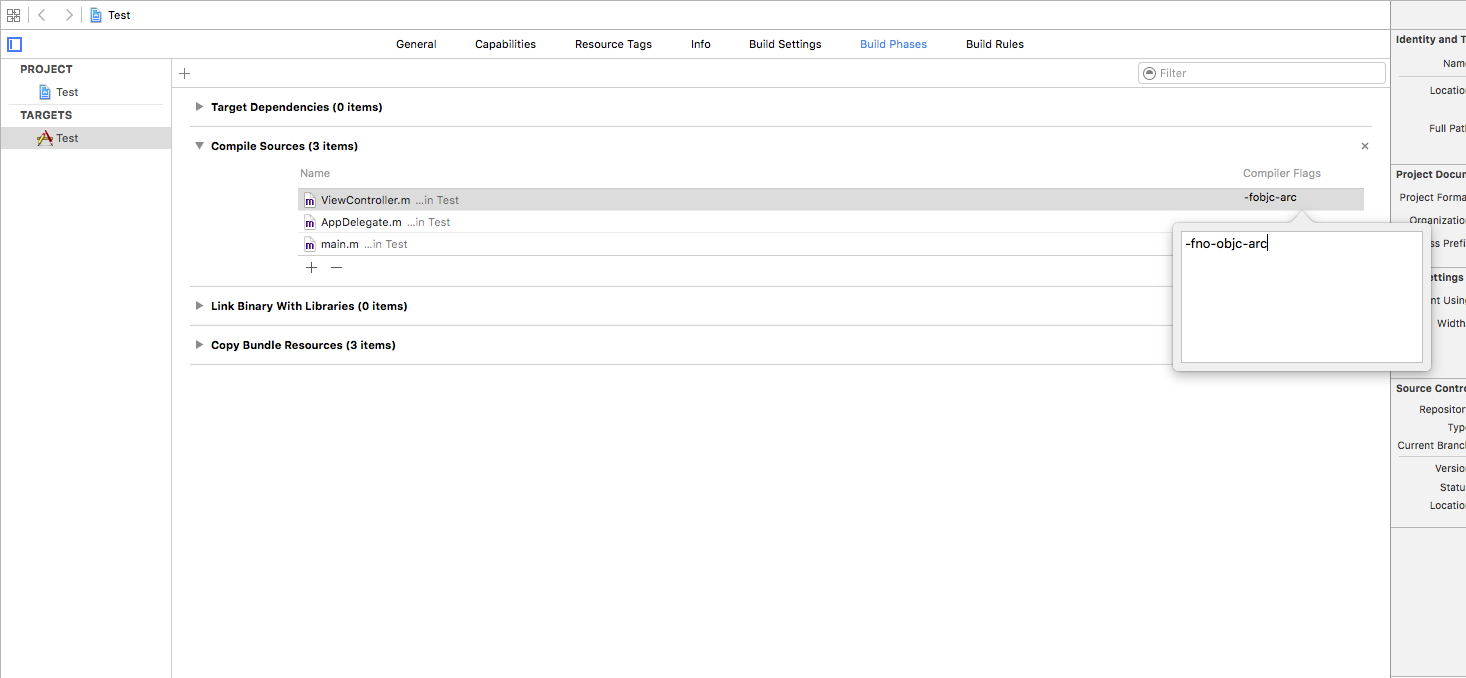 Test
General Capabilities Resource Tags Info Build Settings Build Phases Build Rules
PROJECT
Test
TARGETS
Test
Filter
Target Dependencies (0 items)
Compile Sources (3 items)
Name Compiler Flags
ViewController.m ...in Test -fobjc-arc
AppDelegate.m ...in Test
main.m ...in Test
-fno-objc-arc
Link Binary With Libraries (0 items)
Copy Bundle Resources (3 items)
Identity and T
Name
Location
Full Pat
Project Docum
Project Forma
Organizatio
ss Prefi
ettings
nt Using
Width
Source Contro
Repositor
Type
Current Branch
Version
Statu
Location